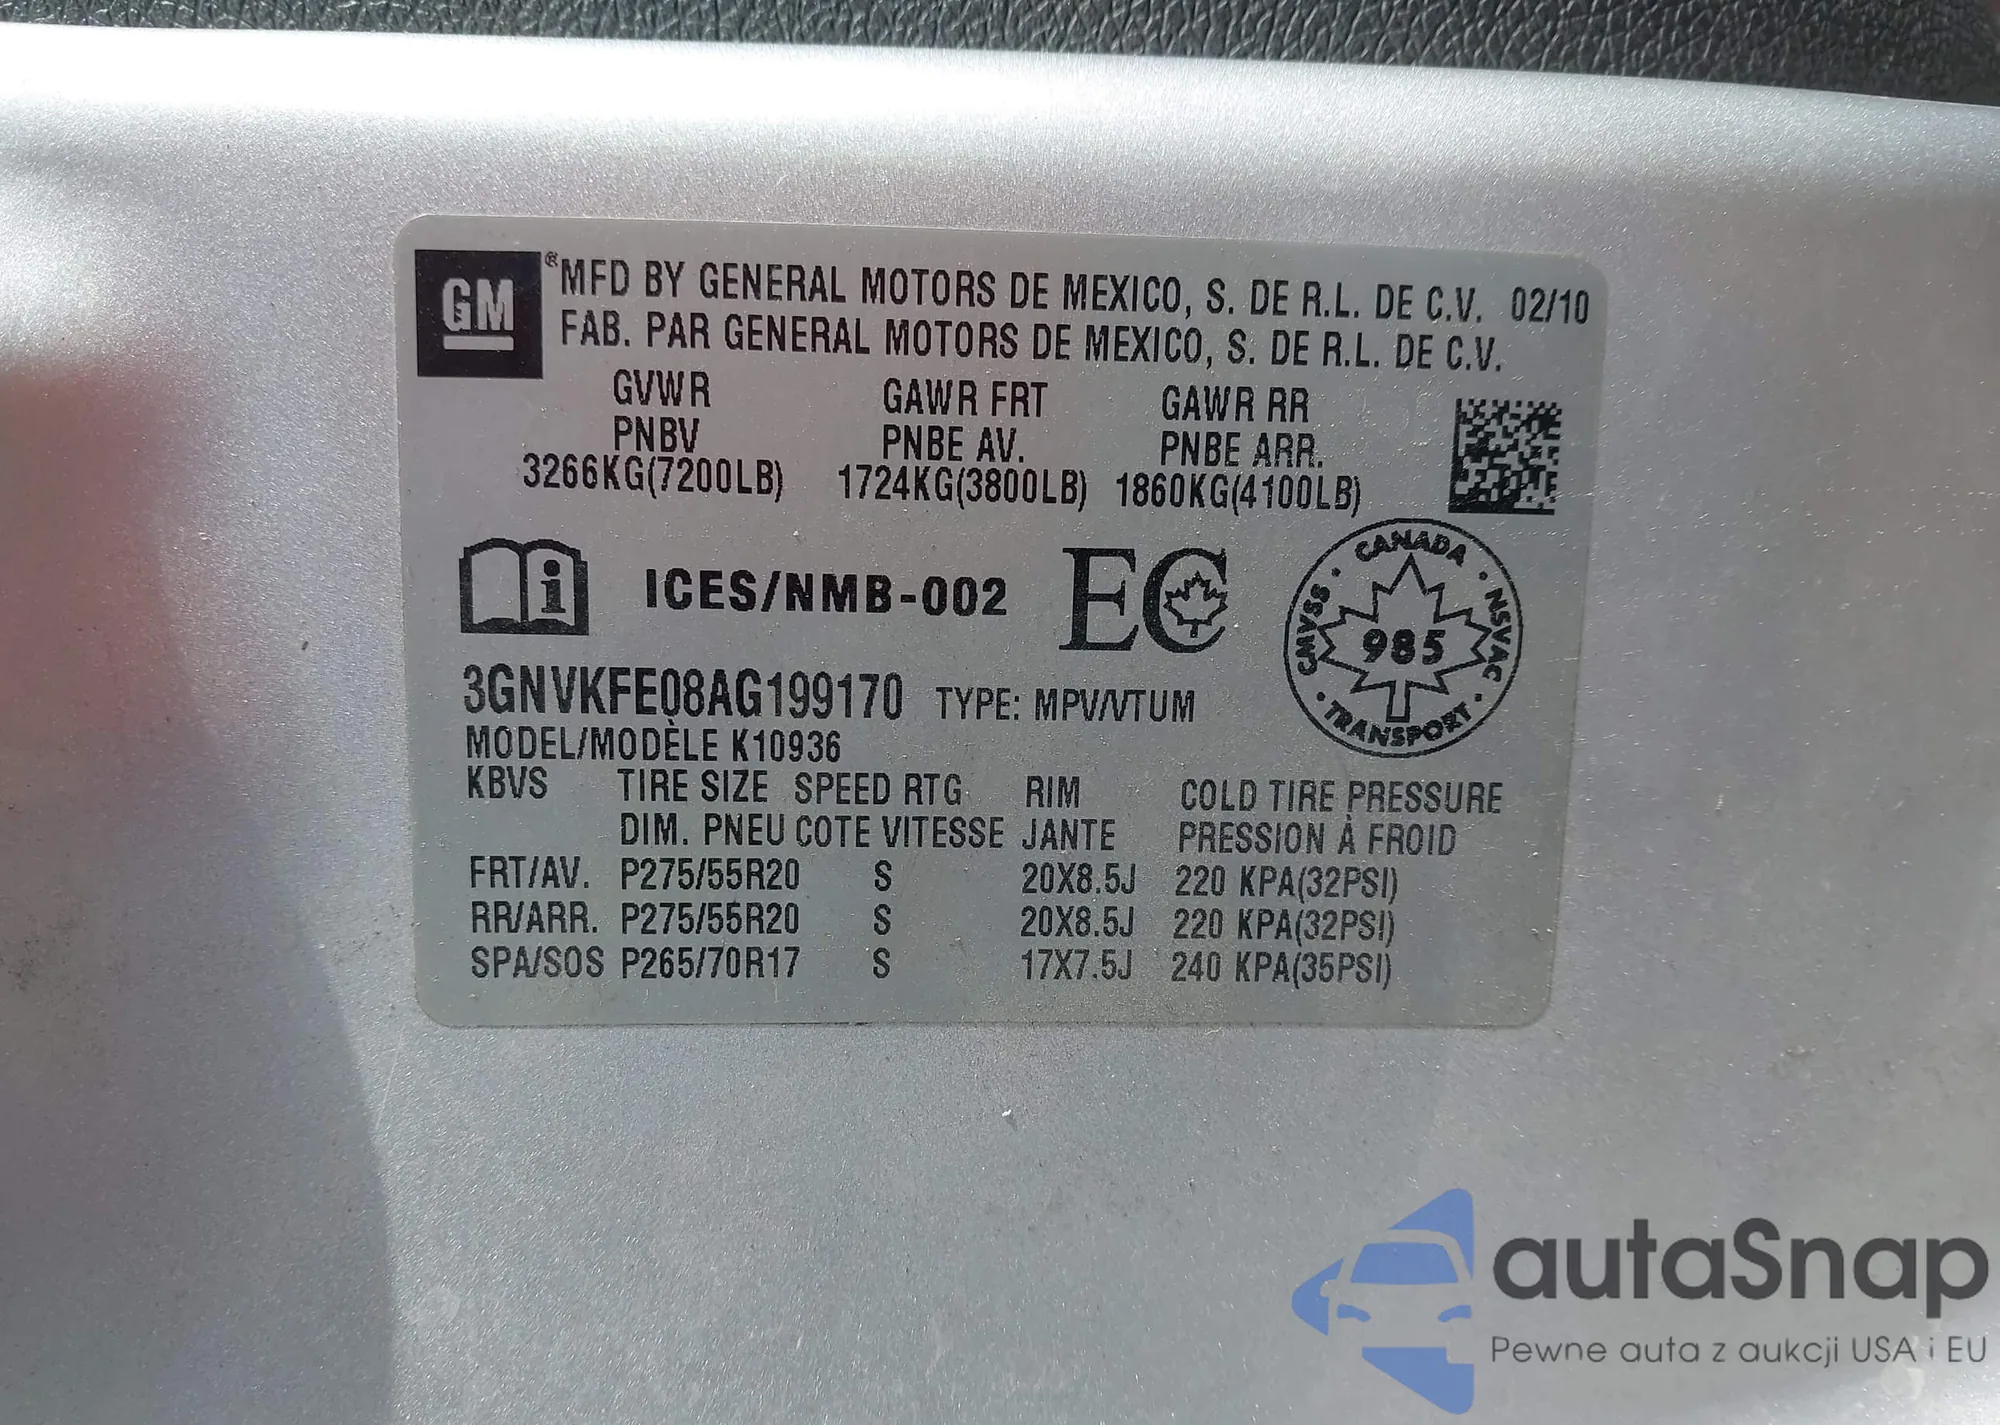 GM
® MFD BY GENERAL MOTORS DE MEXICO, S. DE R.L. DE C.V. 02/10
FAB. PAR GENERAL MOTORS DE MEXICO, S. DE R.L. DE C.V.
GVWR GAWR FRT GAWR RR
PNBV PNBE AV. PNBE ARR.
3266KG(7200LB) 1724KG(3800LB) 1860KG(4100LB)
i ICES/NMB-002 EC
CANADA
CMVSS · 985 · NSVAC
· TRANSPORT ·
3GNVKFE08AG199170 TYPE: MPV/VTUM
MODEL/MODÈLE K10936
KBVS TIRE SIZE SPEED RTG RIM COLD TIRE PRESSURE
DIM. PNEU COTE VITESSE JANTE PRESSION À FROID
FRT/AV. P275/55R20 S 20X8.5J 220 KPA(32PSI)
RR/ARR. P275/55R20 S 20X8.5J 220 KPA(32PSI)
SPA/SOS P265/70R17 S 17X7.5J 240 KPA(35PSI)
autaSnap
Pewne auta z aukcji USA i EU